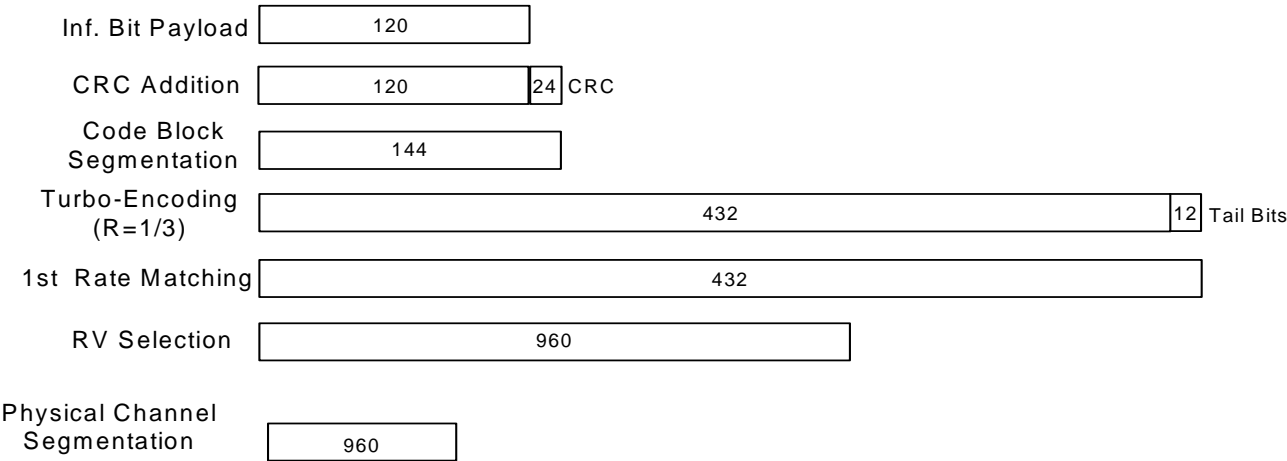 Inf. Bit Payload 120
CRC Addition 120 24 CRC
Code Block
Segmentation 144
Turbo-Encoding
(R=1/3) 432 12 Tail Bits
1st Rate Matching 432
RV Selection 960
Physical Channel
Segmentation 960